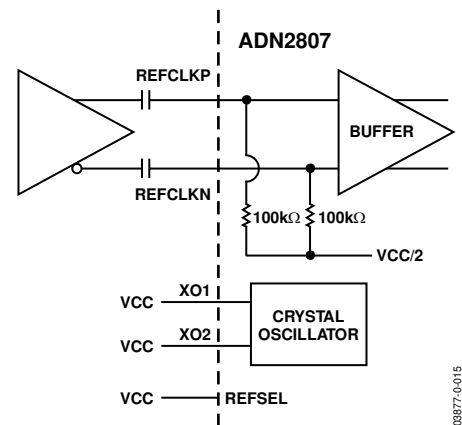 ADN2807
REFCLKP
BUFFER
REFCLKN
100kΩ 100kΩ
VCC/2
VCC XO1
CRYSTAL
OSCILLATOR
VCC XO2
VCC REFSEL
03877-0-015